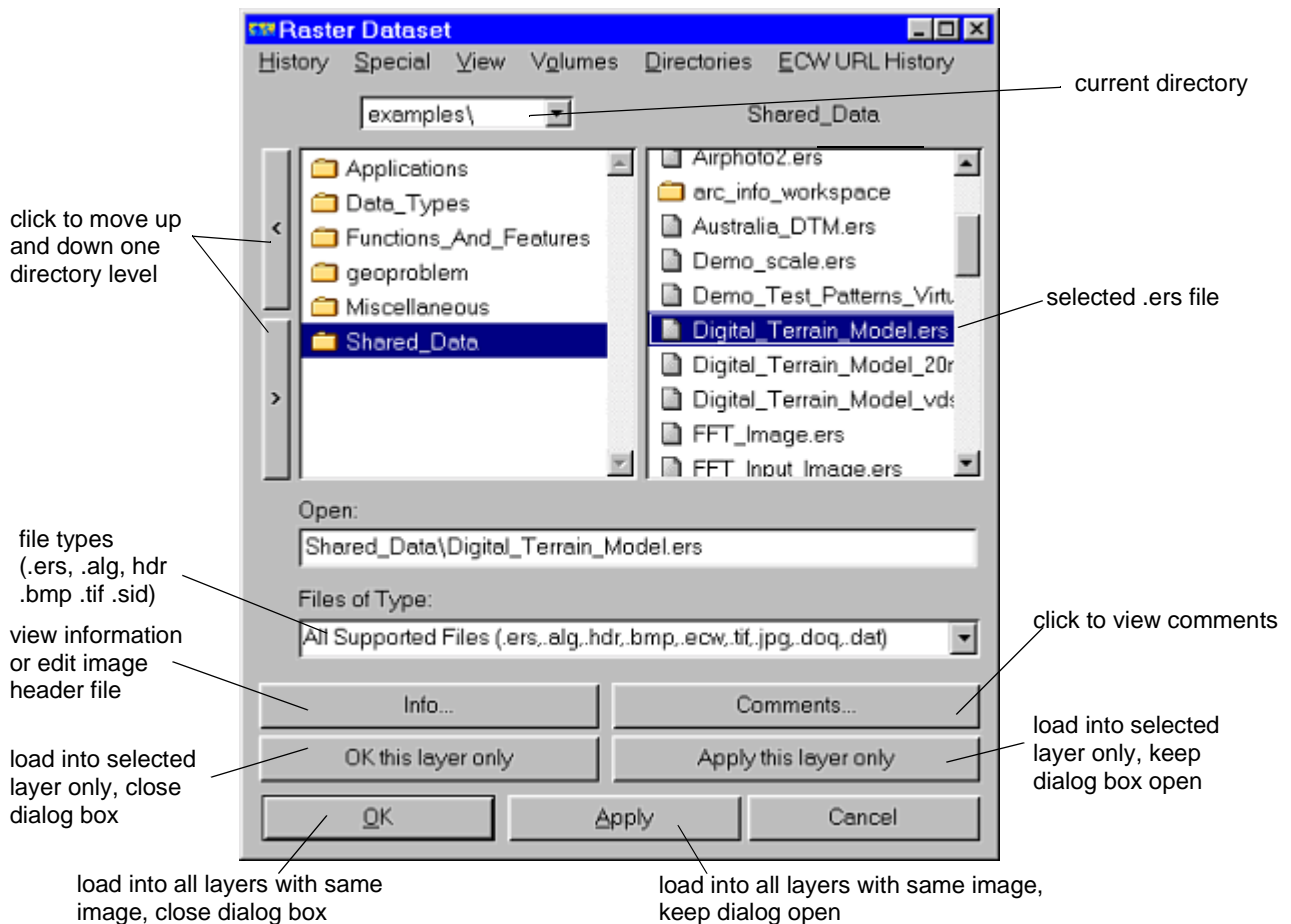 Raster Dataset
History Special View Volumes Directories ECW URL History
current directory
examples\
Shared_Data
Applications
Data_Types
Functions_And_Features
geoproblem
Miscellaneous
Shared_Data
Airphoto2.ers
arc_info_workspace
Australia_DTM.ers
Demo_scale.ers
Demo_Test_Patterns_Virtu
Digital_Terrain_Model.ers
Digital_Terrain_Model_20m
Digital_Terrain_Model_vds
FFT_Image.ers
FFT_Input_Image.ers
<
>
click to move up
and down one
directory level
selected .ers file
Open:
Shared_Data\Digital_Terrain_Model.ers
file types
(.ers, .alg, hdr
.bmp .tif .sid)
Files of Type:
All Supported Files (.ers,.alg,.hdr,.bmp,.ecw,.tif,.jpg,.doq,.dat)
view information
or edit image
header file
click to view comments
Info...
Comments...
load into selected
layer only, close
dialog box
OK this layer only
Apply this layer only
load into selected
layer only, keep
dialog box open
OK
Apply
Cancel
load into all layers with same
image, close dialog box
load into all layers with same image,
keep dialog open